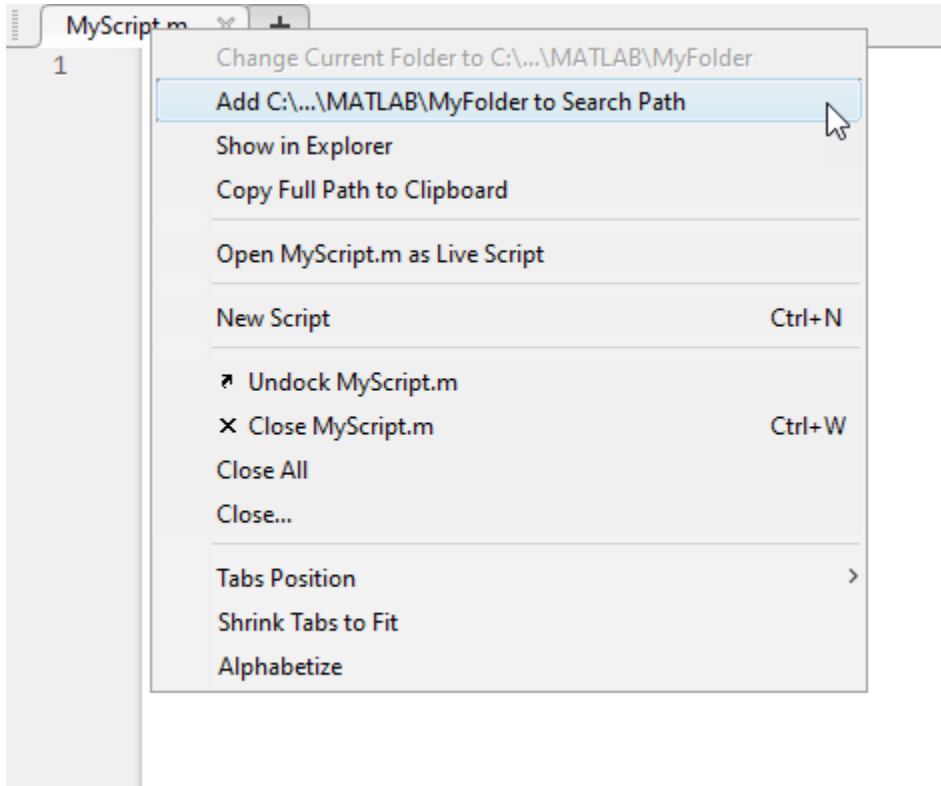 MyScript.m
1
Change Current Folder to C:\...\MATLAB\MyFolder
Add C:\...\MATLAB\MyFolder to Search Path
Show in Explorer
Copy Full Path to Clipboard
Open MyScript.m as Live Script
New Script Ctrl+N
Undock MyScript.m
Close MyScript.m Ctrl+W
Close All
Close...
Tabs Position
Shrink Tabs to Fit
Alphabetize